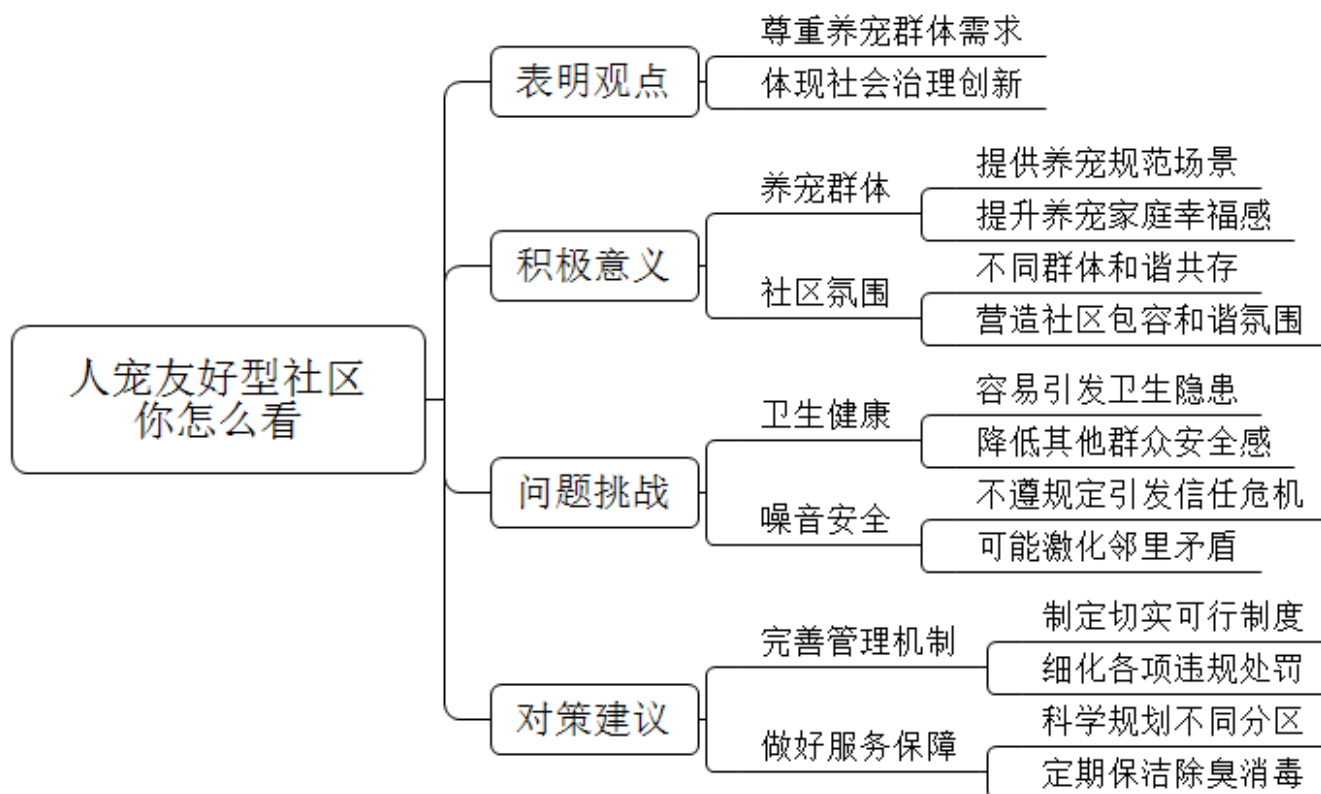 人宠友好型社区
你怎么看
表明观点
尊重养宠群体需求
体现社会治理创新
积极意义
养宠群体
提供养宠规范场景
提升养宠家庭幸福感
社区氛围
不同群体和谐共存
营造社区包容和谐氛围
问题挑战
卫生健康
容易引发卫生隐患
降低其他群众安全感
噪音安全
不遵规定引发信任危机
可能激化邻里矛盾
对策建议
完善管理机制
制定切实可行制度
细化各项违规处罚
做好服务保障
科学规划不同分区
定期保洁除臭消毒